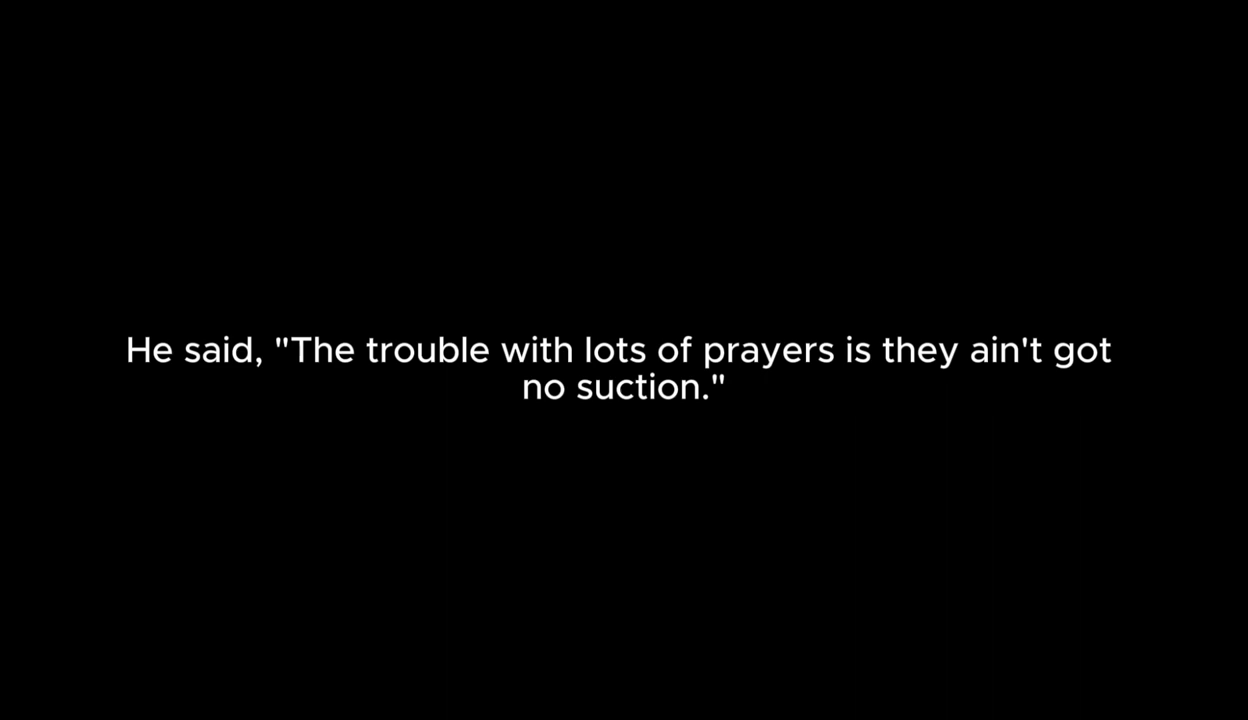 He said, "The trouble with lots of prayers is they ain't got
no suction."